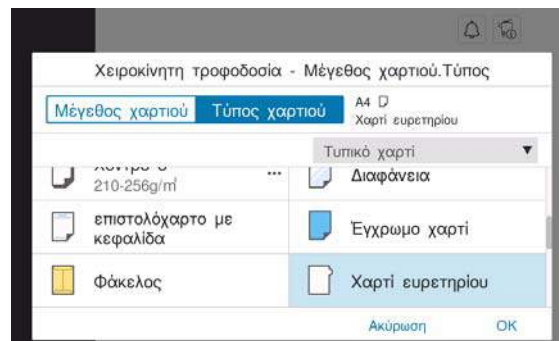 Χειροκίνητη τροφοδοσία - Μέγεθος χαρτιού.Τύπος
Μέγεθος χαρτιού
Τύπος χαρτιού
A4
Χαρτί ευρετηρίου
Τυπικό χαρτί
210-256g/㎡
...
Διαφάνεια
επιστολόχαρτο με
κεφαλίδα
Έγχρωμο χαρτί
Φάκελος
Χαρτί ευρετηρίου
Ακύρωση
OK